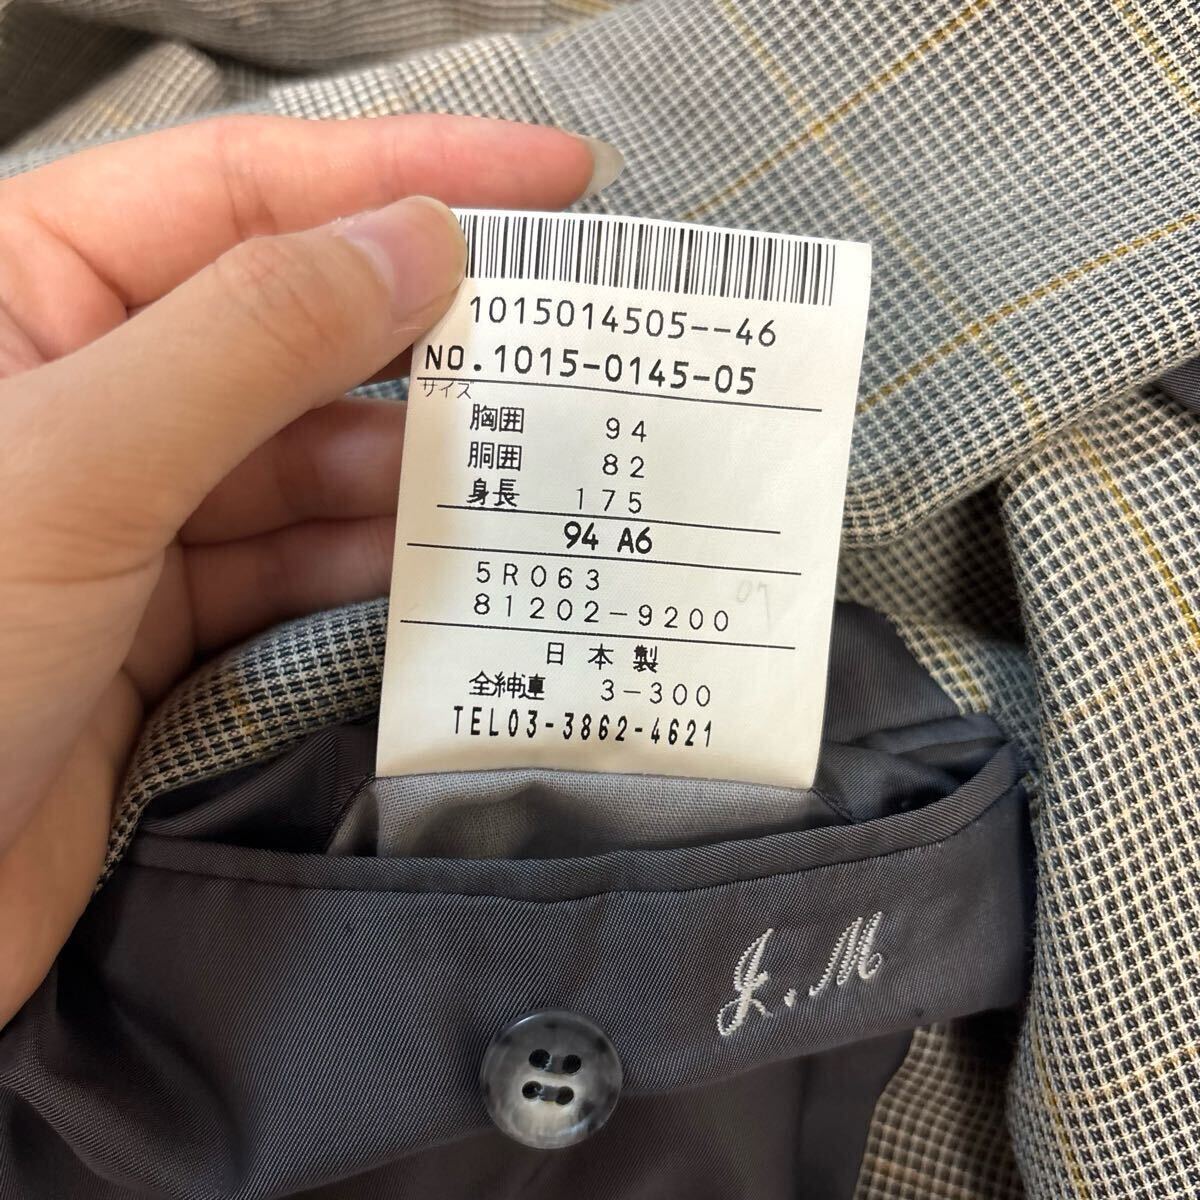 1015014505--46
NO.1015-0145-05
サイズ
胸囲 94
胴囲 82
身長 175
94 A6
5R063
81202-9200
07
日本製
全紳連 3-300
TEL03-3862-4621